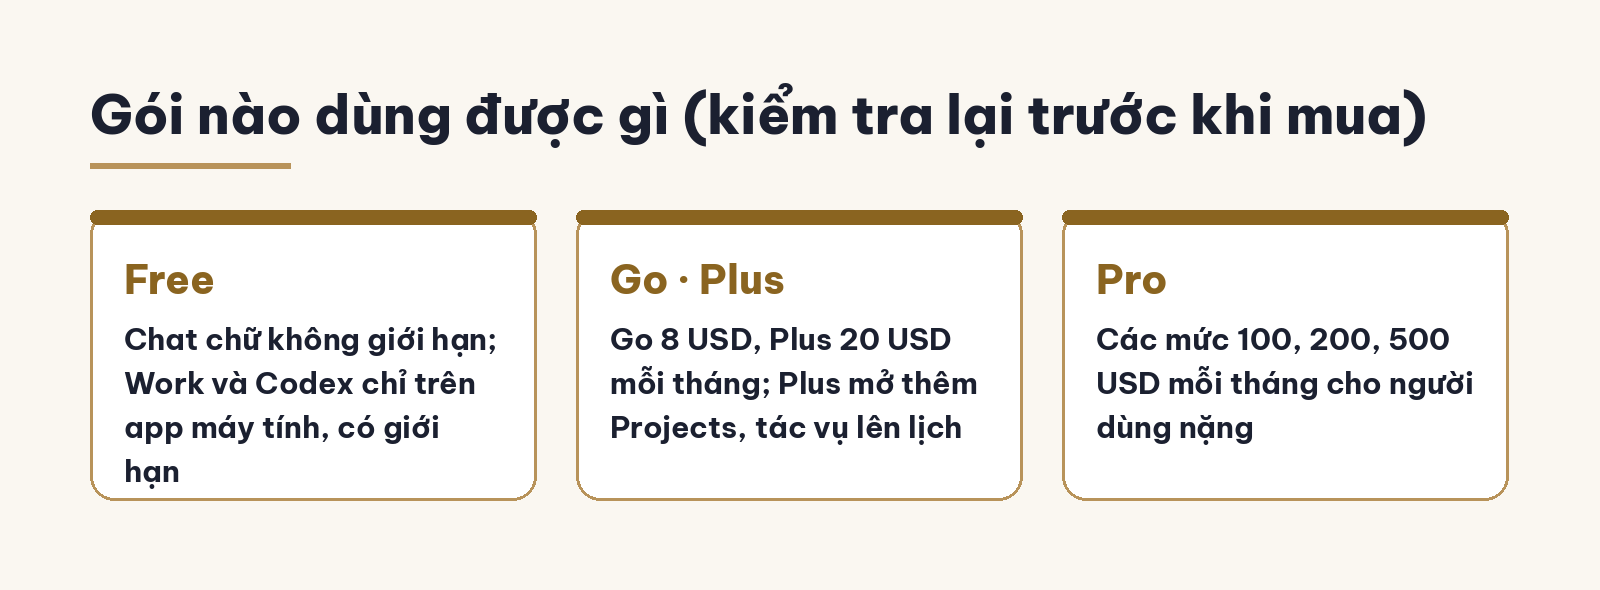 Gói nào dùng được gì (kiểm tra lại trước khi mua)
Free
Chat chữ không giới hạn;
Work và Codex chỉ trên
app máy tính, có giới
hạn
Go · Plus
Go 8 USD, Plus 20 USD
mỗi tháng; Plus mở thêm
Projects, tác vụ lên lịch
Pro
Các mức 100, 200, 500
USD mỗi tháng cho người
dùng nặng